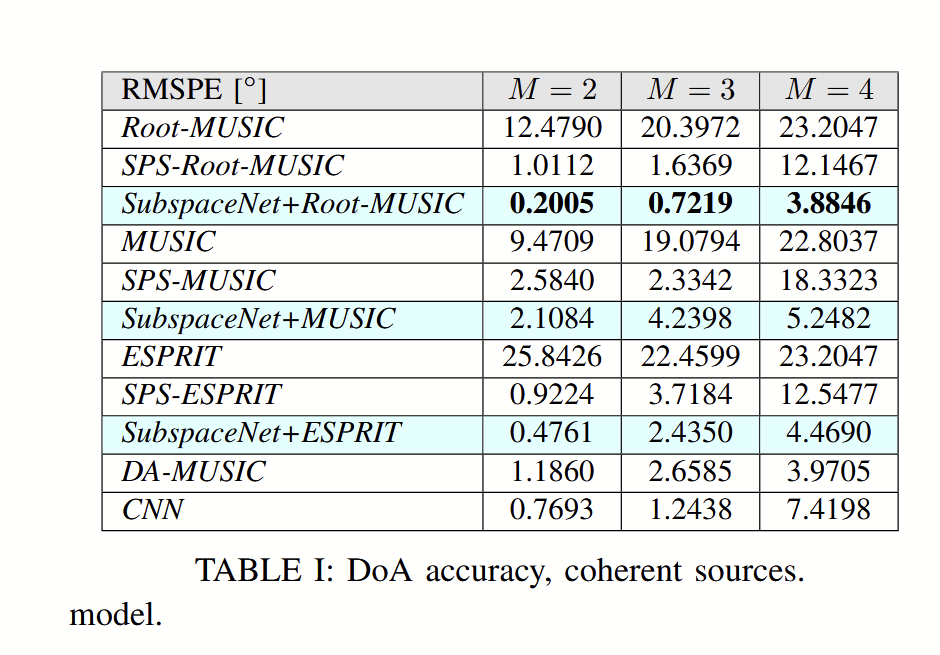 RMSPE [°] M = 2 M = 3 M = 4
Root-MUSIC 12.4790 20.3972 23.2047
SPS-Root-MUSIC 1.0112 1.6369 12.1467
SubspaceNet+Root-MUSIC 0.2005 0.7219 3.8846
MUSIC 9.4709 19.0794 22.8037
SPS-MUSIC 2.5840 2.3342 18.3323
SubspaceNet+MUSIC 2.1084 4.2398 5.2482
ESPRIT 25.8426 22.4599 23.2047
SPS-ESPRIT 0.9224 3.7184 12.5477
SubspaceNet+ESPRIT 0.4761 2.4350 4.4690
DA-MUSIC 1.1860 2.6585 3.9705
CNN 0.7693 1.2438 7.4198
TABLE I: DoA accuracy, coherent sources.
model.